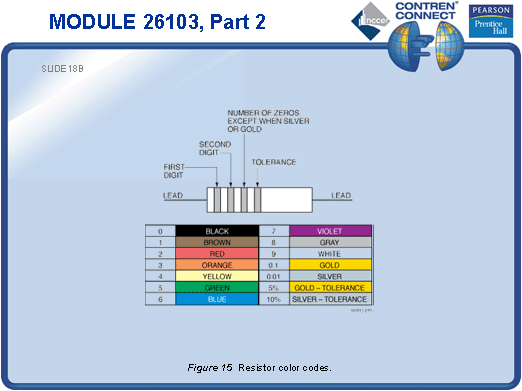 MODULE 26103, Part 2
nccer
CONTREN®
CONNECT
PEARSON
Prentice
Hall
SLIDE 18B
NUMBER OF ZEROS
EXCEPT WHEN SILVER
OR GOLD
SECOND
DIGIT
FIRST
DIGIT
TOLERANCE
LEAD
LEAD
0 BLACK 7 VIOLET
1 BROWN 8 GRAY
2 RED 9 WHITE
3 ORANGE 0.1 GOLD
4 YELLOW 0.01 SILVER
5 GREEN 5% GOLD – TOLERANCE
6 BLUE 10% SILVER – TOLERANCE
Figure 15 Resistor color codes.